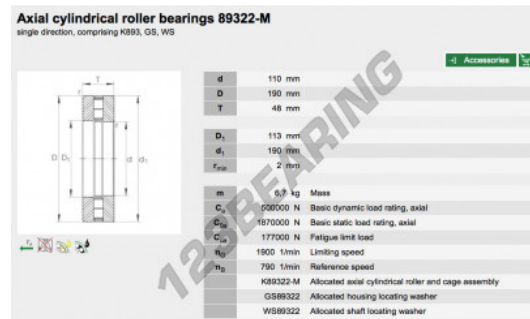 Axial cylindrical roller bearings 89322-M
single direction, comprising K893, GS, WS
Accessories
d 110 mm
D 190 mm
T 48 mm
D₁ 113 mm
d₁ 190 mm
rmin 2 mm
m 6,7 kg Mass
Ca 500000 N Basic dynamic load rating, axial
C0a 1870000 N Basic static load rating, axial
Cua 177000 N Fatigue limit load
nG 1900 1/min Limiting speed
nB 790 1/min Reference speed
K89322-M Allocated axial cylindrical roller and cage assembly
GS89322 Allocated housing locating washer
WS89322 Allocated shaft locating washer
T
r
D D₁ d d₁
r
123BEARING